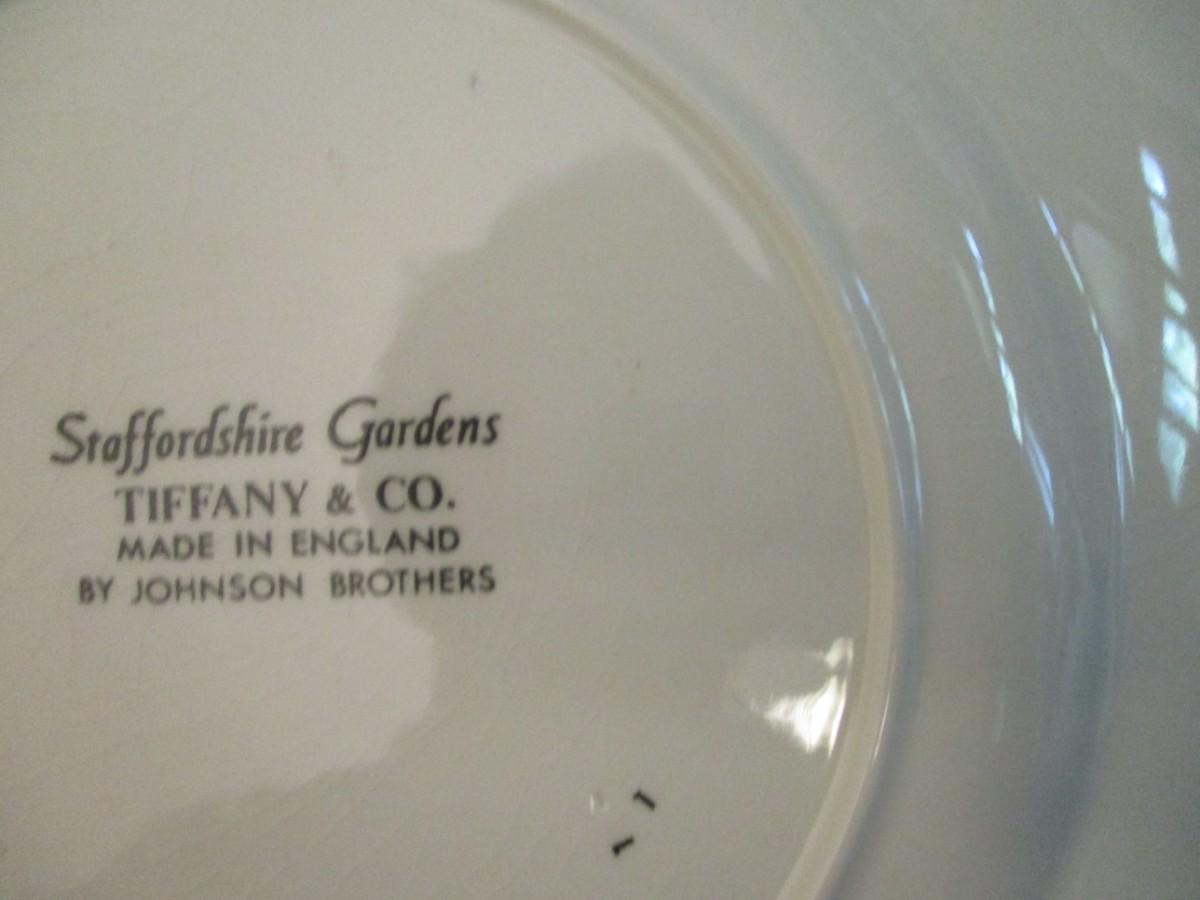 Staffordshire Gardens
TIFFANY & CO.
MADE IN ENGLAND
BY JOHNSON BROTHERS